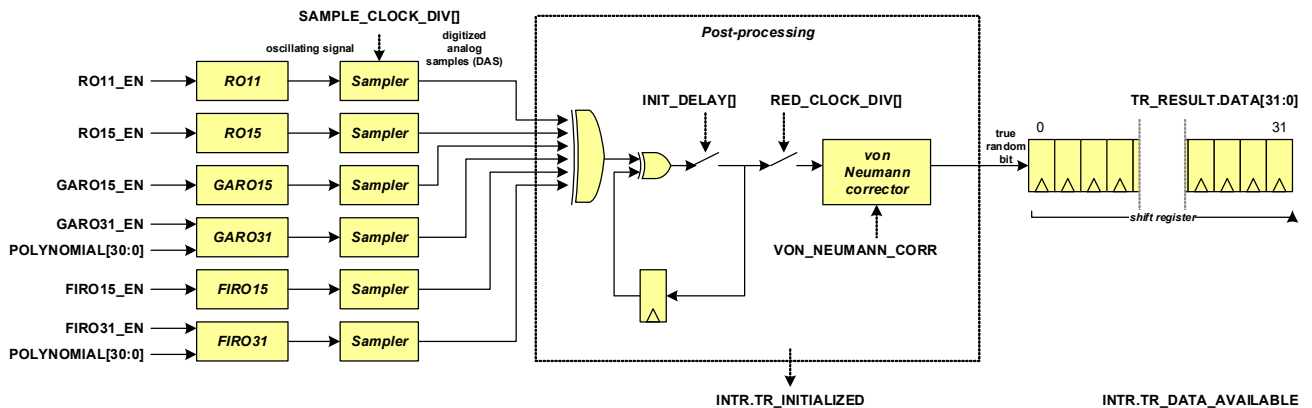 SAMPLE_CLOCK_DIV[]
oscillating signal
digitized
analog
samples (DAS)
Post-processing
RO11_EN
RO11
Sampler
RO15_EN
RO15
Sampler
GARO15_EN
GARO15
Sampler
GARO31_EN
POLYNOMIAL[30:0]
GARO31
Sampler
FIRO15_EN
FIRO15
Sampler
FIRO31_EN
POLYNOMIAL[30:0]
FIRO31
Sampler
INIT_DELAY[]
RED_CLOCK_DIV[]
von
Neumann
corrector
VON_NEUMANN_CORR
true
random
bit
TR_RESULT.DATA[31:0]
0
31
shift register
INTR.TR_INITIALIZED
INTR.TR_DATA_AVAILABLE